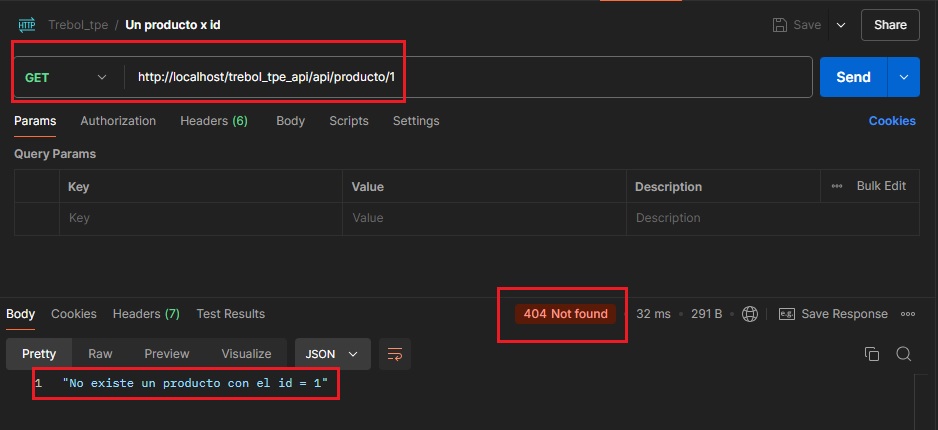 HTTP Trebol_tpe / Un producto x id Save Share
GET http://localhost/trebol_tpe_api/api/producto/1 Send
Params Authorization Headers (6) Body Scripts Settings Cookies
Query Params
Key Value Description Bulk Edit
Key Value Description
Body Cookies Headers (7) Test Results 404 Not found 32 ms 291 B e.g. Save Response
Pretty Raw Preview Visualize JSON
1 "No existe un producto con el id = 1"